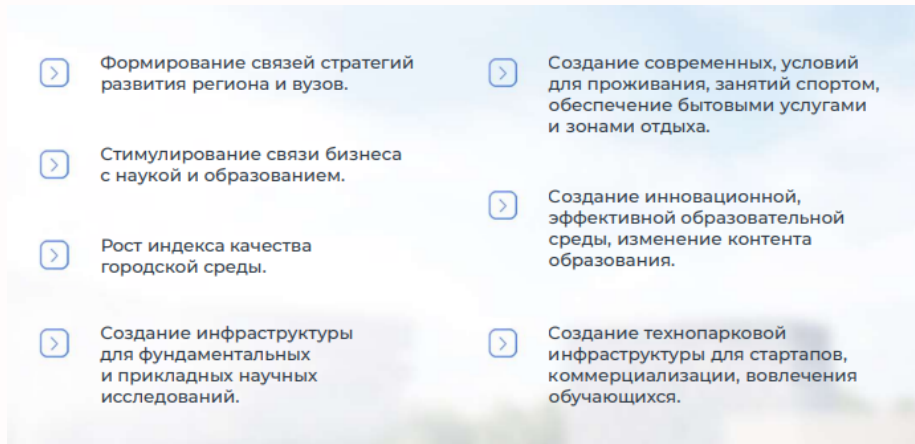 Формирование связей стратегий
развития региона и вузов.
Стимулирование связи бизнеса
с наукой и образованием.
Рост индекса качества
городской среды.
Создание инфраструктуры
для фундаментальных
и прикладных научных
исследований.
Создание современных, условий
для проживания, занятий спортом,
обеспечение бытовыми услугами
и зонами отдыха.
Создание инновационной,
эффективной образовательной
среды, изменение контента
образования.
Создание технопарковой
инфраструктуры для стартапов,
коммерциализации, вовлечения
обучающихся.